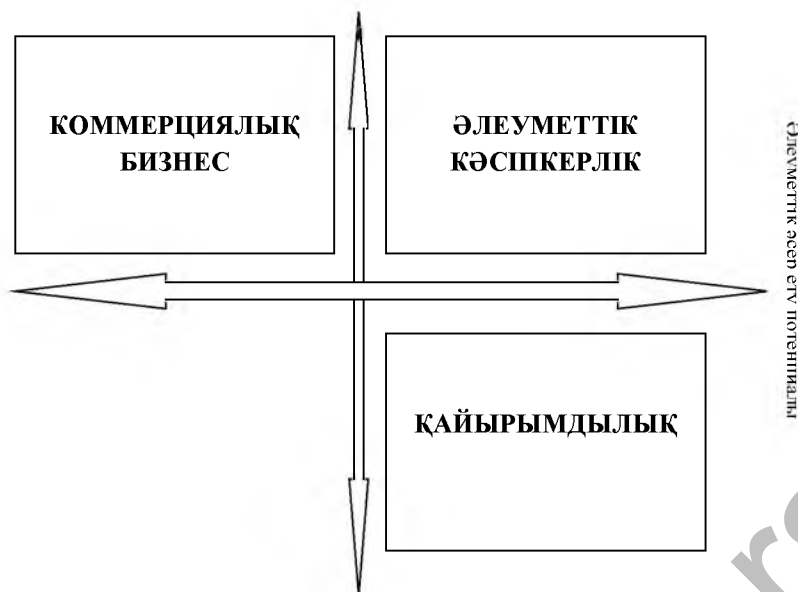 КОММЕРЦИЯЛЫҚ
БИЗНЕС
ӘЛЕУМЕТТІК
КӘСІПКЕРЛІК
Әлеуметтік әсер ету потенциалы
ҚАЙЫРЫМДЫЛЫҚ